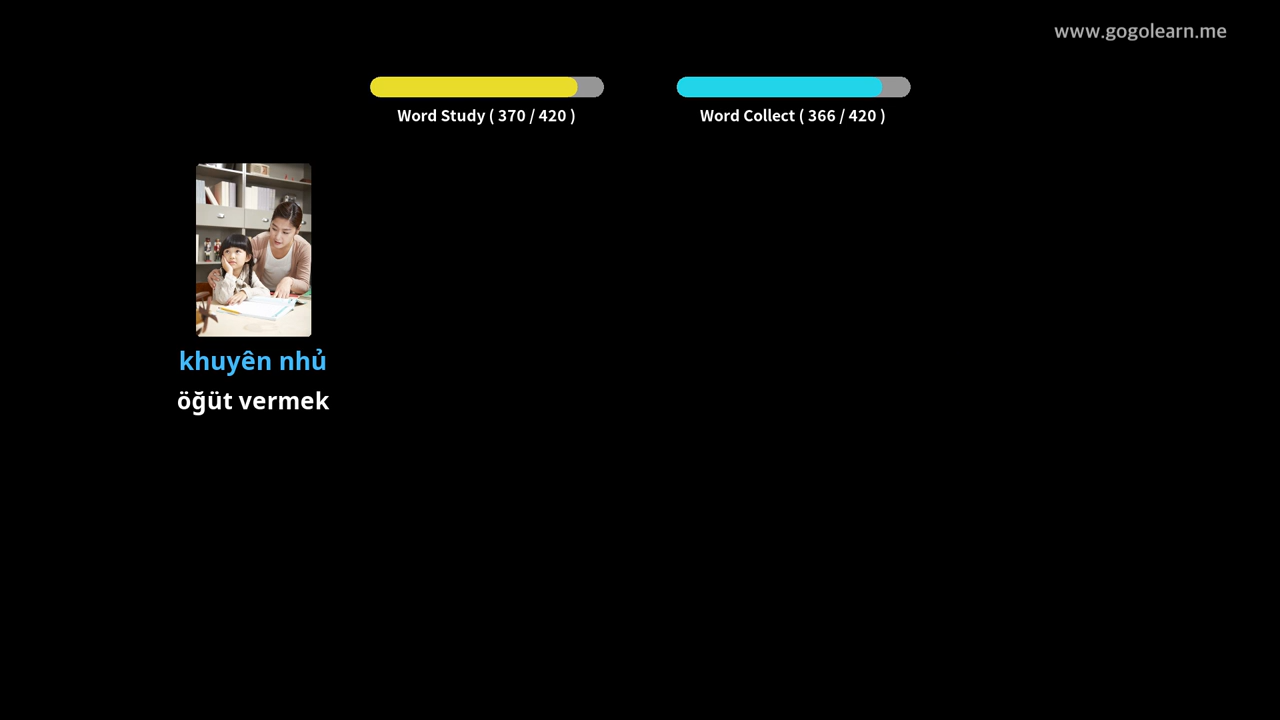 www.gogolearn.me
Word Study ( 370 / 420 )
Word Collect ( 366 / 420 )
khuyên nhủ
öğüt vermek